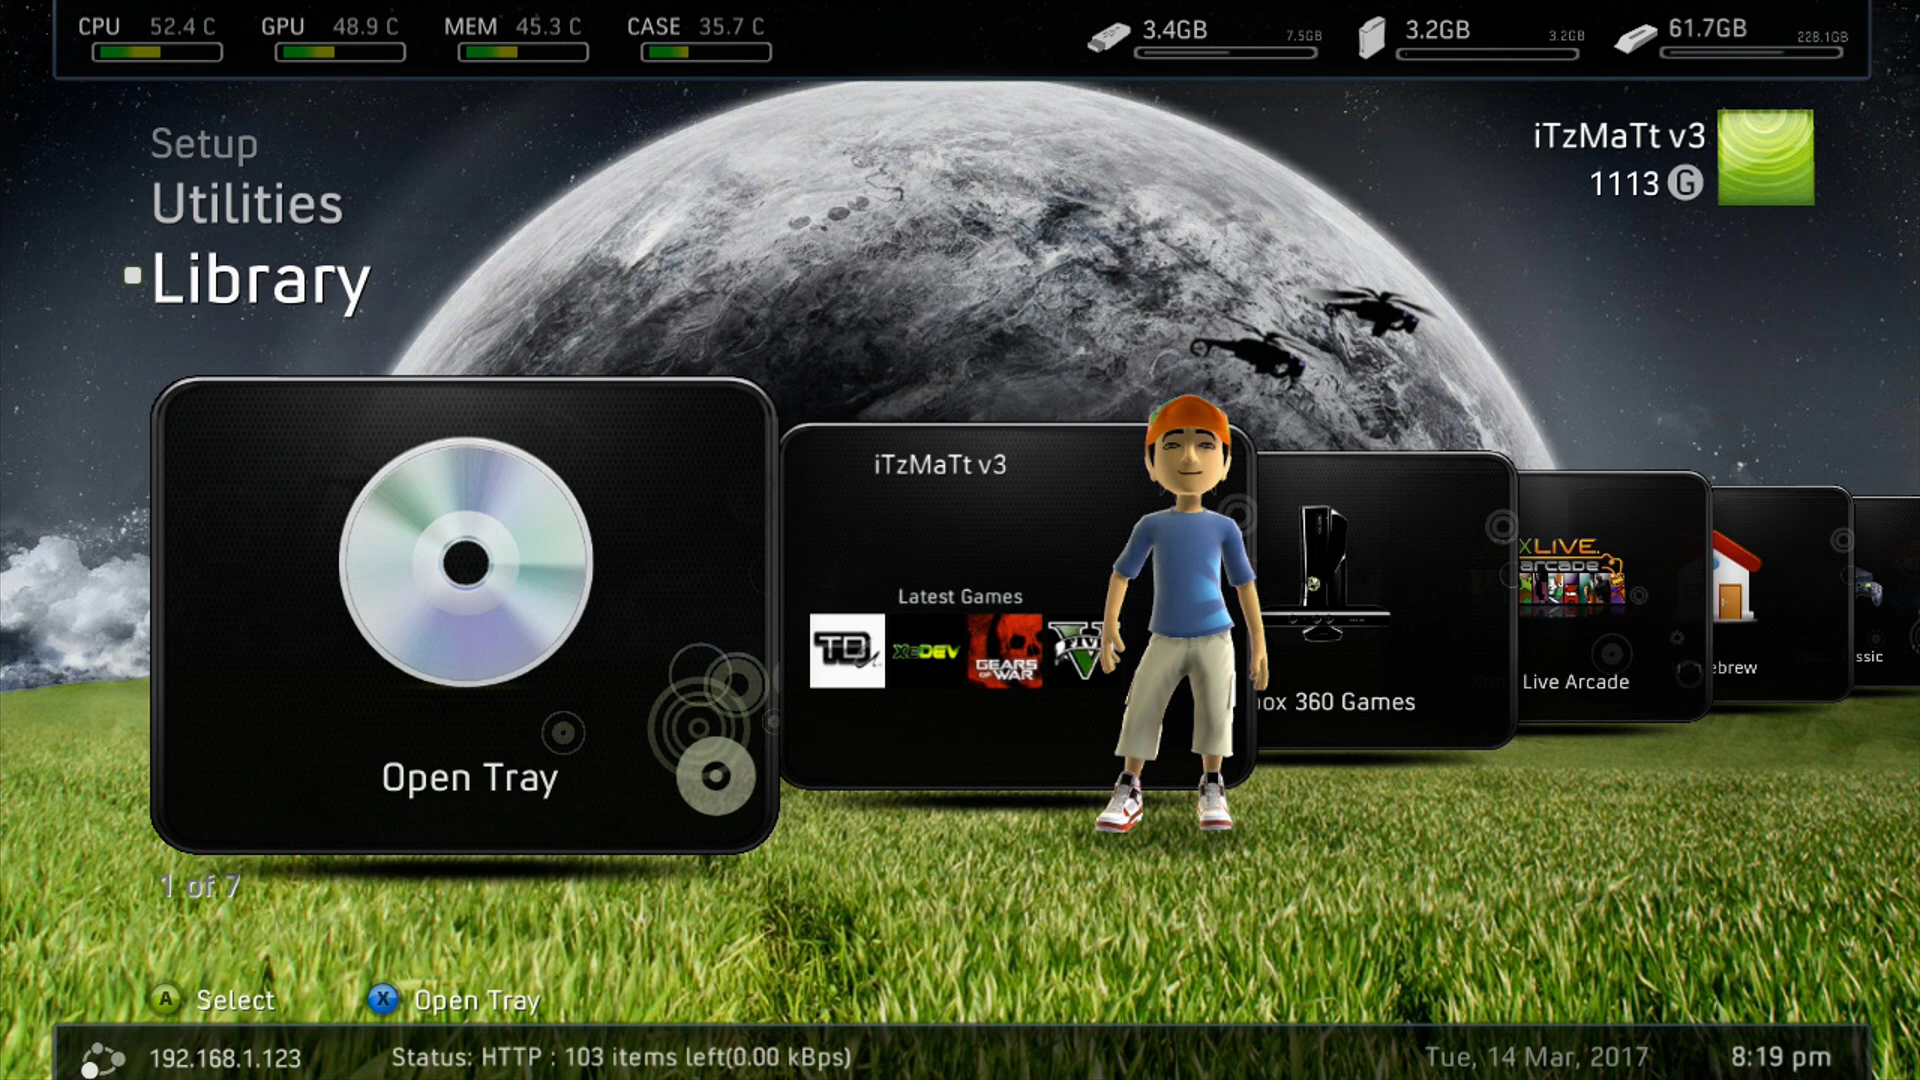 CPU 52.4 C GPU 48.9 C MEM 45.3 C CASE 35.7 C
3.4GB 7.5GB 3.2GB 3.2GB 61.7GB 228.1GB
Setup
Utilities
Library
iTzMaTt v3
1113 G
iTzMaTt v3
Latest Games
TD
XeDEV
GEARS OF WAR
V
FIVE
Open Tray
ox 360 Games
XLIVE.
arcade
Live Arcade
ebrew
ssic
1 of 7
A Select X Open Tray
192.168.1.123 Status: HTTP : 103 items left(0.00 kBps) Tue, 14 Mar, 2017 8:19 pm